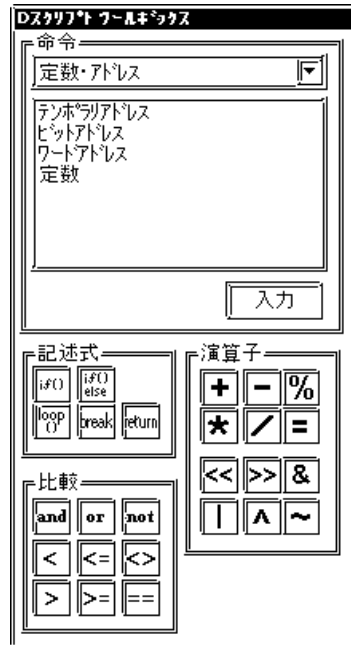 Dｽｸﾘﾌﾟﾄ ﾂｰﾙﾎﾞｯｸｽ
命令
定数･ｱﾄﾞﾚｽ
ﾃﾝﾎﾟﾗﾘｱﾄﾞﾚｽ
ﾋﾞｯﾄｱﾄﾞﾚｽ
ﾜｰﾄﾞｱﾄﾞﾚｽ
定数
入力
記述式
if() if() else
loop () break return
演算子
+ - %
* / =
<< >> &
| ^ ~
比較
and or not
< <= <>
> >= ==